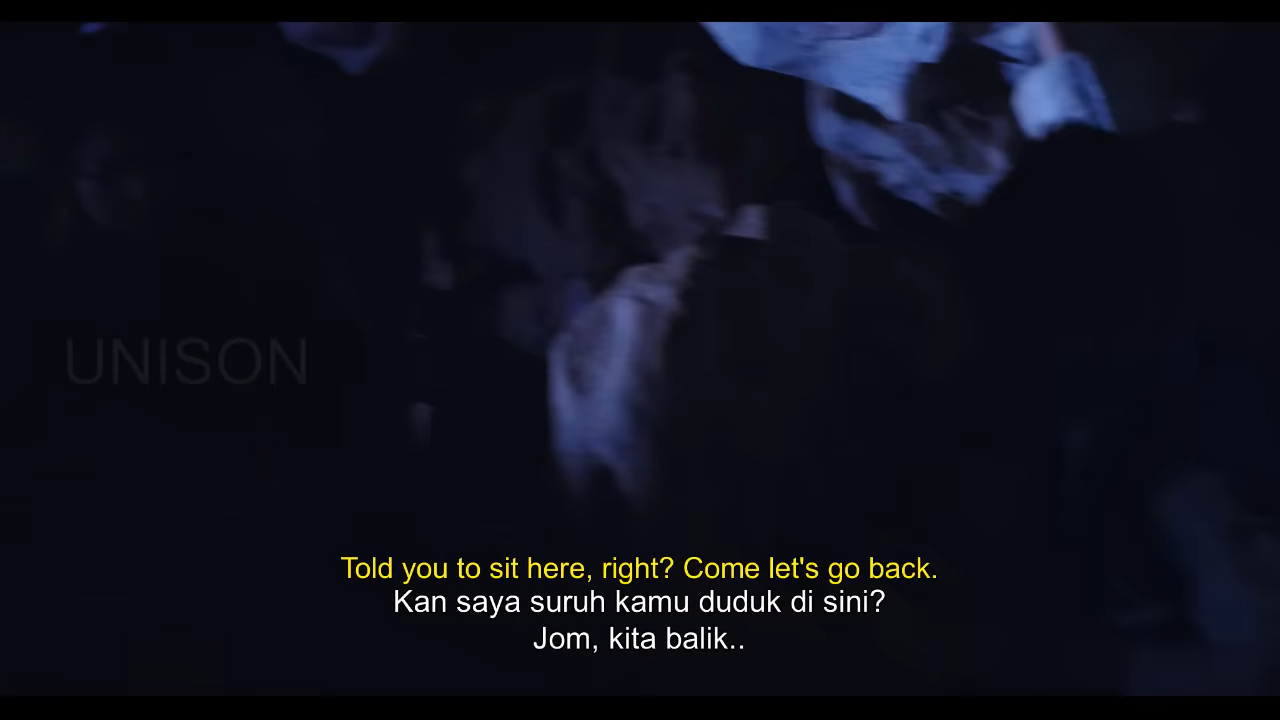 UNISON
Told you to sit here, right? Come let's go back.
Kan saya suruh kamu duduk di sini?
Jom, kita balik..